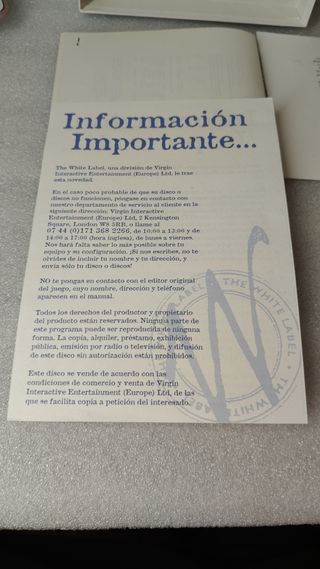 Información
Importante...
The White Label, una división de Virgin
Interactive Entertainment (Europe) Ltd, le trae
esta novedad.
En el caso poco probable de que su disco o
discos no funcionen, póngase en contacto con
nuestro departamento de servicio al cliente en la
siguiente dirección: Virgin Interactive
Entertainment (Europe) Ltd, 2 Kensington
Square, London W8 5RB, o llame al
07 44 (0)171 368 2266, de 10:00 a 13:00 y de
14:00 a 17:00 (hora inglesa), de lunes a viernes.
Nos hará falta saber lo más posible sobre tu
equipo y su configuración. ¡Si nos escribes, no te
olvides de incluir tu nombre y tu dirección, y
envía sólo tu disco o discos!
NO te pongas en contacto con el editor original
del juego, cuyo nombre, dirección y teléfono
aparecen en el manual.
Todos los derechos del productor y propietario
del producto están reservados. Ninguna parte de
este programa puede ser reproducida de ninguna
forma. La copia, alquiler, préstamo, exhibición
pública, emisión por radio o televisión, y difusión
de este disco sin autorización están prohibidos.
Este disco se vende de acuerdo con las
condiciones de comercio y venta de Virgin
Interactive Entertainment (Europe) Ltd, de las
que se facilita copia a petición del interesado.
W
THE WHITE LABEL • THE WHITE LABEL